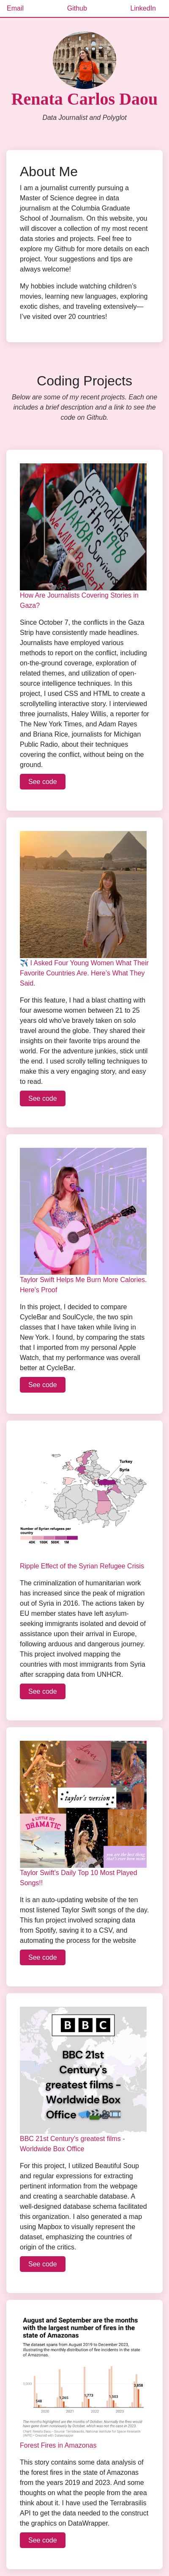 Email Github LinkedIn
Renata Carlos Daou
Data Journalist and Polyglot
About Me
I am a journalist currently pursuing a
Master of Science degree in data
journalism at the Columbia Graduate
School of Journalism. On this website, you
will discover a collection of my most recent
data stories and projects. Feel free to
explore my Github for more details on each
project. Your suggestions and tips are
always welcome!
My hobbies include watching children's
movies, learning new languages, exploring
exotic dishes, and traveling extensively—
I've visited over 20 countries!
Coding Projects
Below are some of my recent projects. Each one
includes a brief description and a link to see the
code on Github.
Grandkids
of the 1948
NAKBA Survivors
We WILL Not
Be Silent
How Are Journalists Covering Stories in
Gaza?
Since October 7, the conflicts in the Gaza
Strip have consistently made headlines.
Journalists have employed various
methods to report on the conflict, including
on-the-ground coverage, exploration of
related themes, and utilization of open-
source intelligence techniques. In this
project, I used CSS and HTML to create a
scrollytelling interactive story. I interviewed
three journalists, Haley Willis, a reporter for
The New York Times, and Adam Rayes
and Briana Rice, journalists for Michigan
Public Radio, about their techniques
covering the conflict, without being on the
ground.
See code
✈️ I Asked Four Young Women What Their
Favorite Countries Are. Here's What They
Said.
For this feature, I had a blast chatting with
four awesome women between 21 to 25
years old who've bravely taken on solo
travel around the globe. They shared their
insights on their favorite trips around the
world. For the adventure junkies, stick until
the end. I used scrolly telling techniques to
make this a very engaging story, and easy
to read.
See code
Taylor Swift Helps Me Burn More Calories.
Here's Proof
In this project, I decided to compare
CycleBar and SoulCycle, the two spin
classes that I have taken while living in
New York. I found, by comparing the stats
that I imported from my personal Apple
Watch, that my performance was overall
better at CycleBar.
See code
Turkey
Syria
Number of Syrian refugees per
country
40K 100K 550K 1M
Ripple Effect of the Syrian Refugee Crisis
The criminalization of humanitarian work
has increased since the peak of migration
out of Syria in 2016. The actions taken by
EU member states have left asylum-
seeking immigrants isolated and devoid of
assistance upon their arrival in Europe,
following arduous and dangerous journey.
This project involved mapping the
countries with most immigrants from Syria
after scrapping data from UNHCR.
See code
Lover
taylor's version
A LITTLE BIT
DRAMATIC
Taylor Swift's Daily Top 10 Most Played
Songs!!
It is an auto-updating website of the ten
most listened Taylor Swift songs of the day.
This fun project involved scraping data
from Spotify, saving it to a CSV, and
automating the process for the website
See code
BBC
BBC 21st
Century's
greatest films -
Worldwide Box
Office
BBC 21st Century's greatest films -
Worldwide Box Office
For this project, I utilized Beautiful Soup
and regular expressions for extracting
pertinent information from the webpage
and creating a searchable database. A
well-designed database schema facilitated
this organization. I also generated a map
using Mapbox to visually represent the
dataset, emphasizing the countries of
origin of the critics.
See code
August and September are the months
with the largest number of fires in the
state of Amazonas
The dataset spans from August 2019 to December 2023,
illustrating the monthly distribution of fire incidents in the state
of Amazonas.
Forest Fires in Amazonas
This story contains some data analysis of
the forest fires in the state of Amazonas
from the years 2019 and 2023. And some
thoughts on what the people from the area
think about it. I have used the Terrabrasilis
API to get the data needed to the construct
the graphics on DataWrapper.
See code